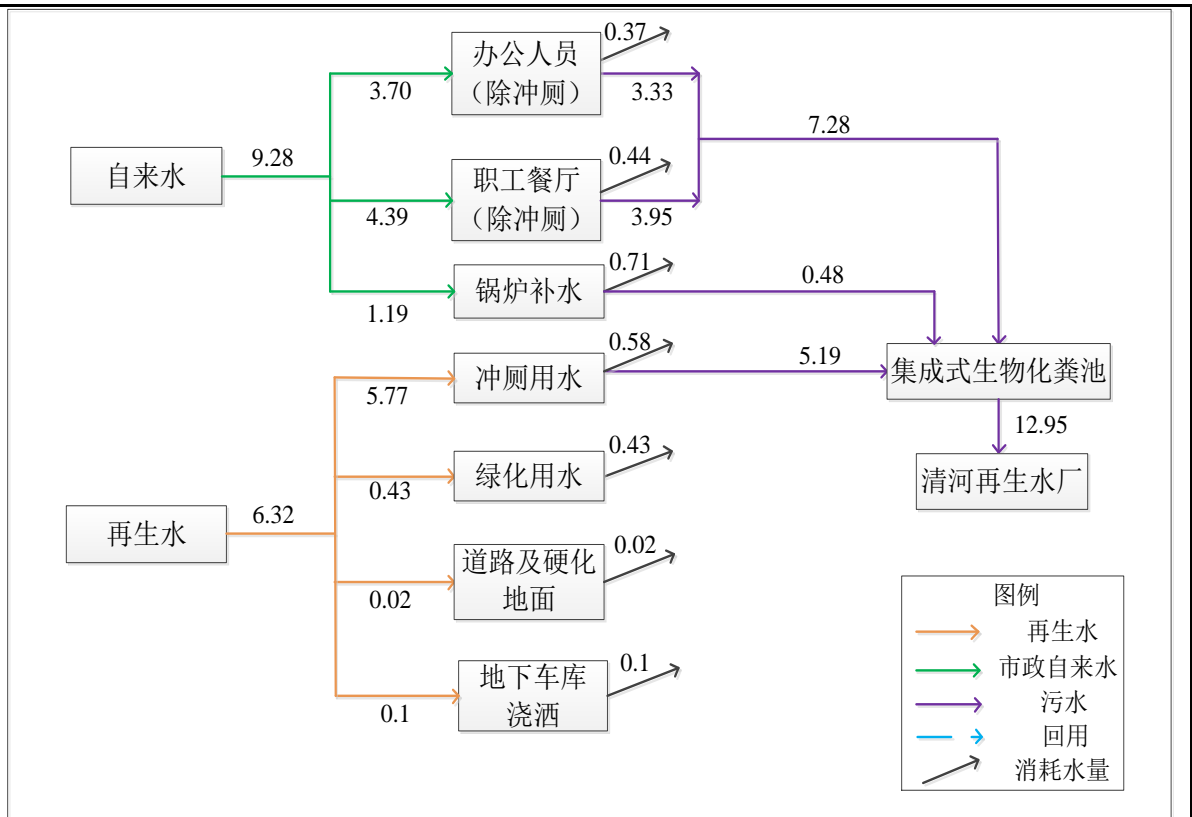 办公人员
（除冲厕）
0.37
3.70
3.33
7.28
自来水
9.28
职工餐厅
（除冲厕）
0.44
4.39
3.95
锅炉补水
0.71
0.48
1.19
冲厕用水
0.58
5.19
5.77
集成式生物化粪池
12.95
清河再生水厂
绿化用水
0.43
0.43
再生水
6.32
道路及硬化
地面
0.02
0.02
地下车库
浇洒
0.1
0.1
图例
再生水
市政自来水
污水
回用
消耗水量